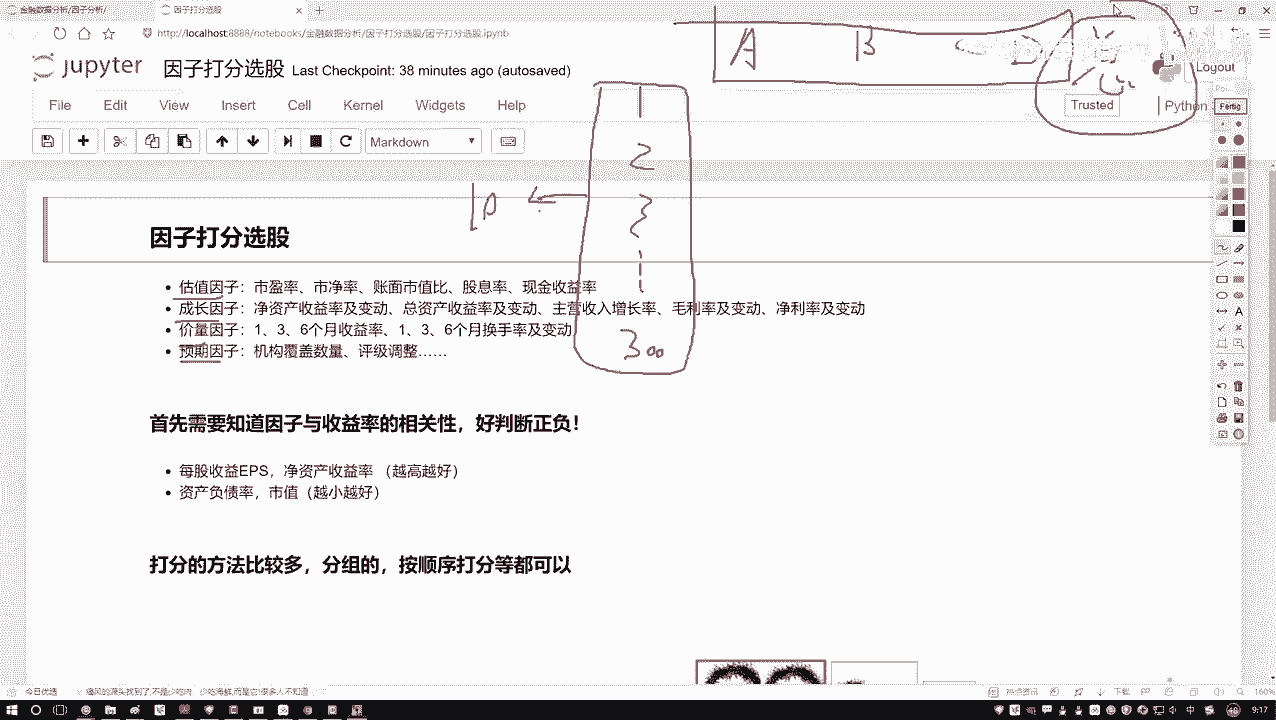 金融数据分析/因子分析/
因子打分选股
http://localhost:8888/notebooks/金融数据分析/因子打分选股/因子打分选股.ipynb
jupyter 因子打分选股 Last Checkpoint: 38 minutes ago (autosaved)
Logout
File Edit View Insert Cell Kernel Widgets Help
Trusted
Python
Fertig
Markdown
A B C D
1
2
3
300
10
因子打分选股
估值因子：市盈率、市净率、账面市值比、股息率、现金收益率
成长因子：净资产收益率及变动、总资产收益率及变动、主营收入增长率、毛利率及变动、净利率及变动
价量因子：1、3、6个月收益率、1、3、6个月换手率及变动
预期因子：机构覆盖数量、评级调整……
首先需要知道因子与收益率的相关性，好判断正负！
每股收益EPS，净资产收益率 （越高越好）
资产负债率，市值（越小越好）
打分的方法比较多，分组的，按顺序打分等都可以
今日优选
热点资讯
下载
160%
中
9:17